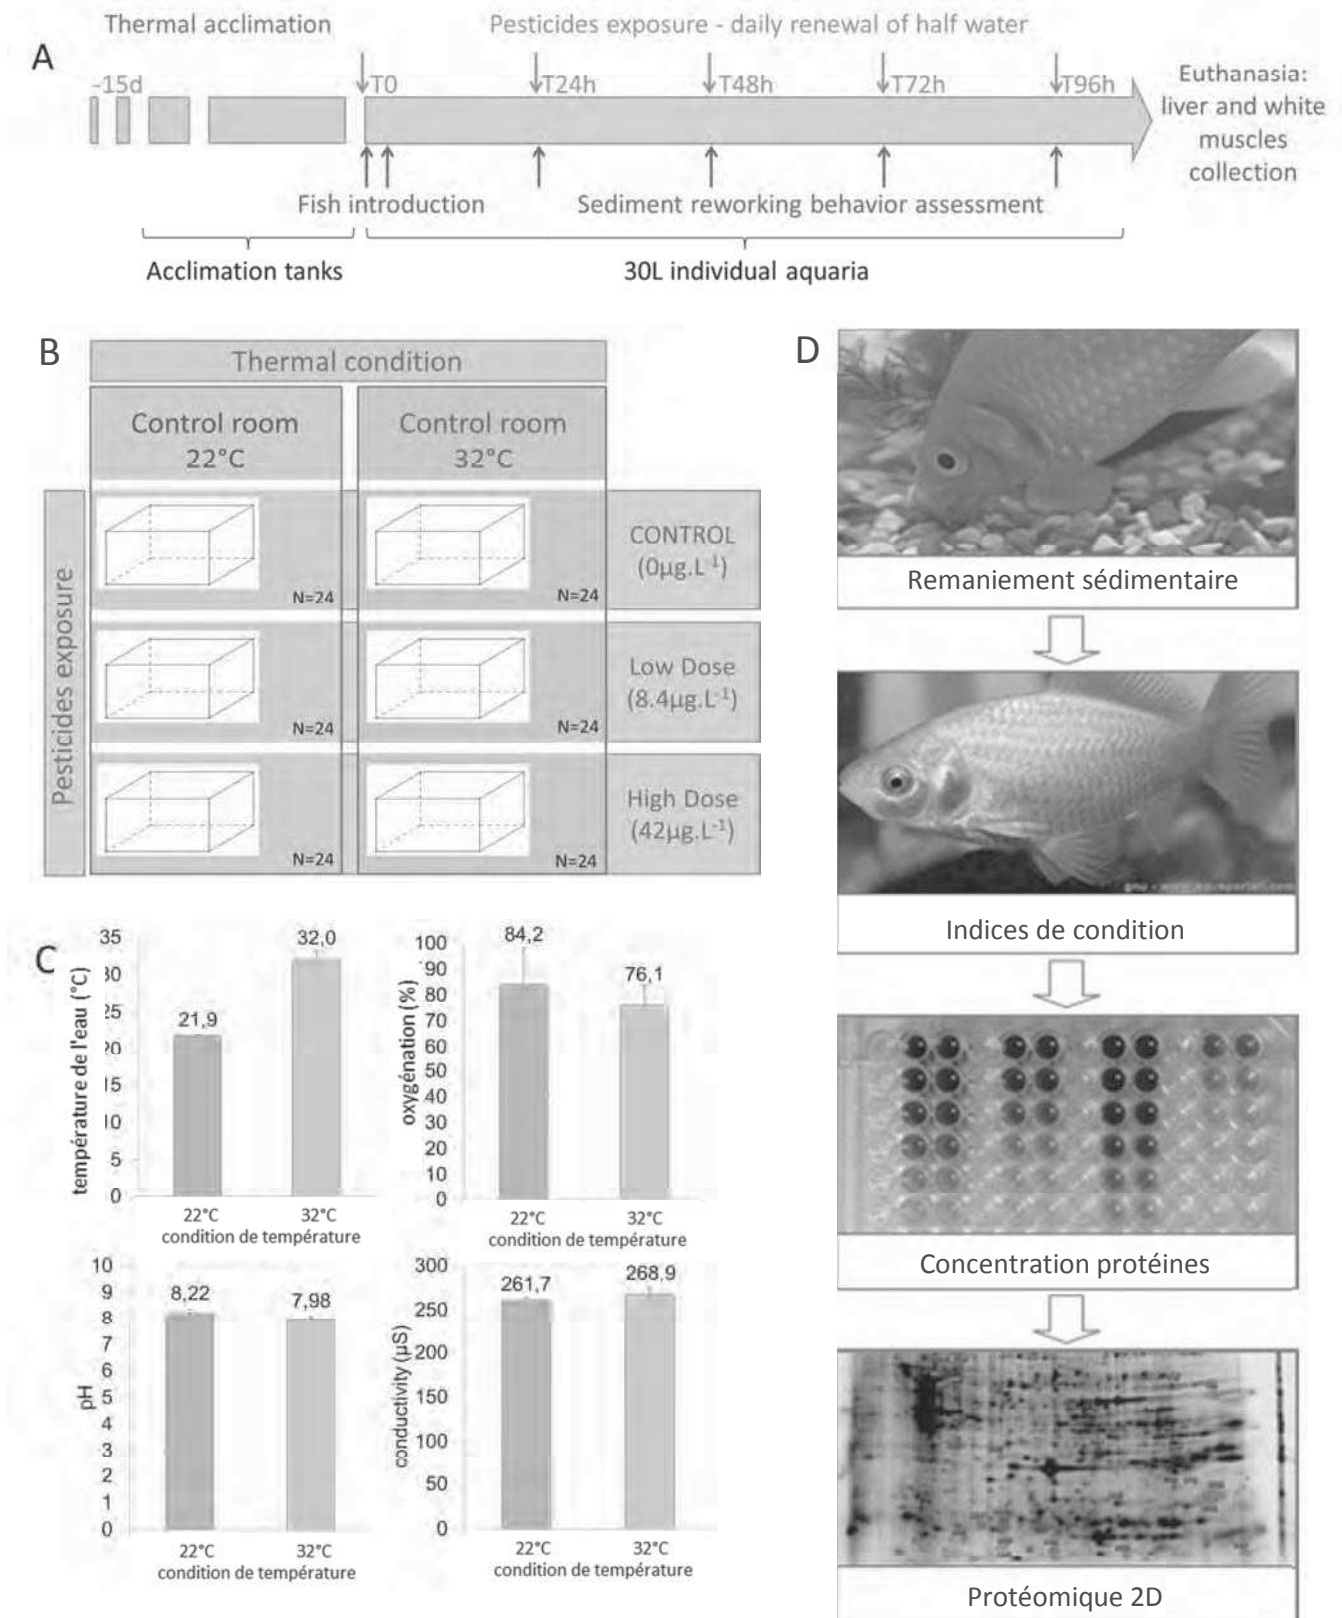 Thermal acclimation
Pesticides exposure - daily renewal of half water
A
-15d
T0
T24h
T48h
T72h
T96h
Euthanasia:
liver and white
muscles
collection
Fish introduction
Sediment reworking behavior assessment
Acclimation tanks
30L individual aquaria
B
Thermal condition
Control room
22°C
Control room
32°C
Pesticides exposure
N=24
N=24
CONTROL
(0µg.L-1)
N=24
N=24
Low Dose
(8.4µg.L-1)
N=24
N=24
High Dose
(42µg.L-1)
C
température de l'eau (°C)
35
30
25
20
15
10
5
0
21,9
32,0
22°C
32°C
condition de température
oxygénation (%)
100
90
80
70
60
50
40
30
20
10
0
84,2
76,1
22°C
32°C
condition de température
pH
10
9
8
7
6
5
4
3
2
1
0
8,22
7,98
22°C
32°C
condition de température
conductivity (µS)
300
250
200
150
100
50
0
261,7
268,9
22°C
32°C
condition de température
D
Remaniement sédimentaire
Indices de condition
Concentration protéines
Protéomique 2D